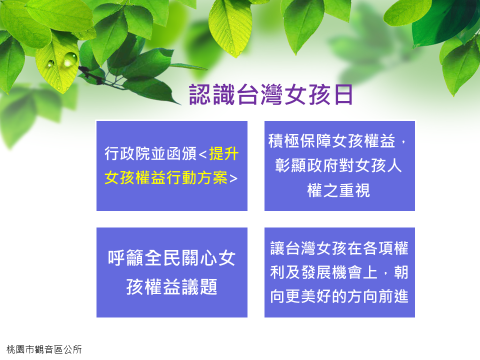 認識台灣女孩日
行政院並函頒<提升
女孩權益行動方案>
積極保障女孩權益，
彰顯政府對女孩人
權之重視
呼籲全民關心女
孩權益議題
讓台灣女孩在各項權
利及發展機會上，朝
向更美好的方向前進
桃園市觀音區公所